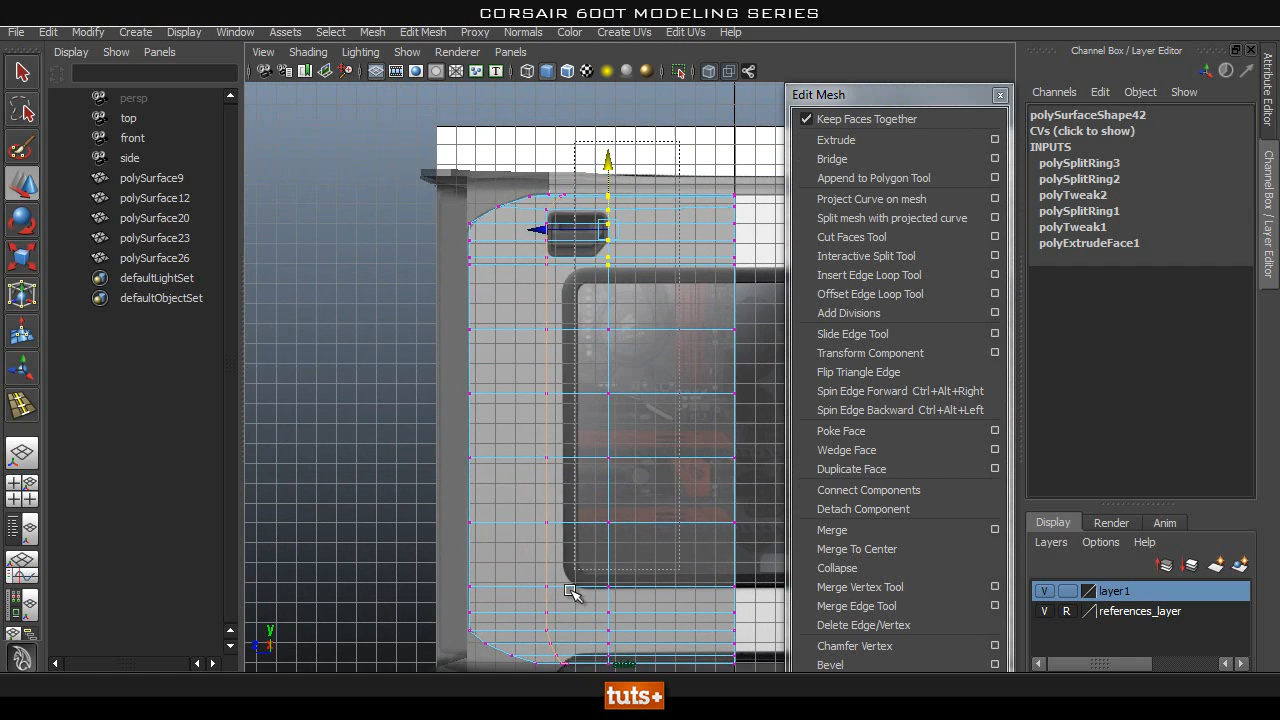 CORSAIR 600T MODELING SERIES
File Edit Modify Create Display Window Assets Select Mesh Edit Mesh Proxy Normals Color Create UVs Edit UVs Help
Display Show Panels
View Shading Lighting Show Renderer Panels
Channel Box / Layer Editor
persp
top
front
side
polySurface9
polySurface12
polySurface20
polySurface23
polySurface26
defaultLightSet
defaultObjectSet
y
Edit Mesh
Keep Faces Together
Extrude
Bridge
Append to Polygon Tool
Project Curve on mesh
Split mesh with projected curve
Cut Faces Tool
Interactive Split Tool
Insert Edge Loop Tool
Offset Edge Loop Tool
Add Divisions
Slide Edge Tool
Transform Component
Flip Triangle Edge
Spin Edge Forward Ctrl+Alt+Right
Spin Edge Backward Ctrl+Alt+Left
Poke Face
Wedge Face
Duplicate Face
Connect Components
Detach Component
Merge
Merge To Center
Collapse
Merge Vertex Tool
Merge Edge Tool
Delete Edge/Vertex
Chamfer Vertex
Bevel
Channels Edit Object Show
polySurfaceShape42
CVs (click to show)
INPUTS
polySplitRing3
polySplitRing2
polyTweak2
polySplitRing1
polyTweak1
polyExtrudeFace1
Attribute Editor
Channel Box / Layer Editor
Display Render Anim
Layers Options Help
V layer1
V R references_layer
tuts+